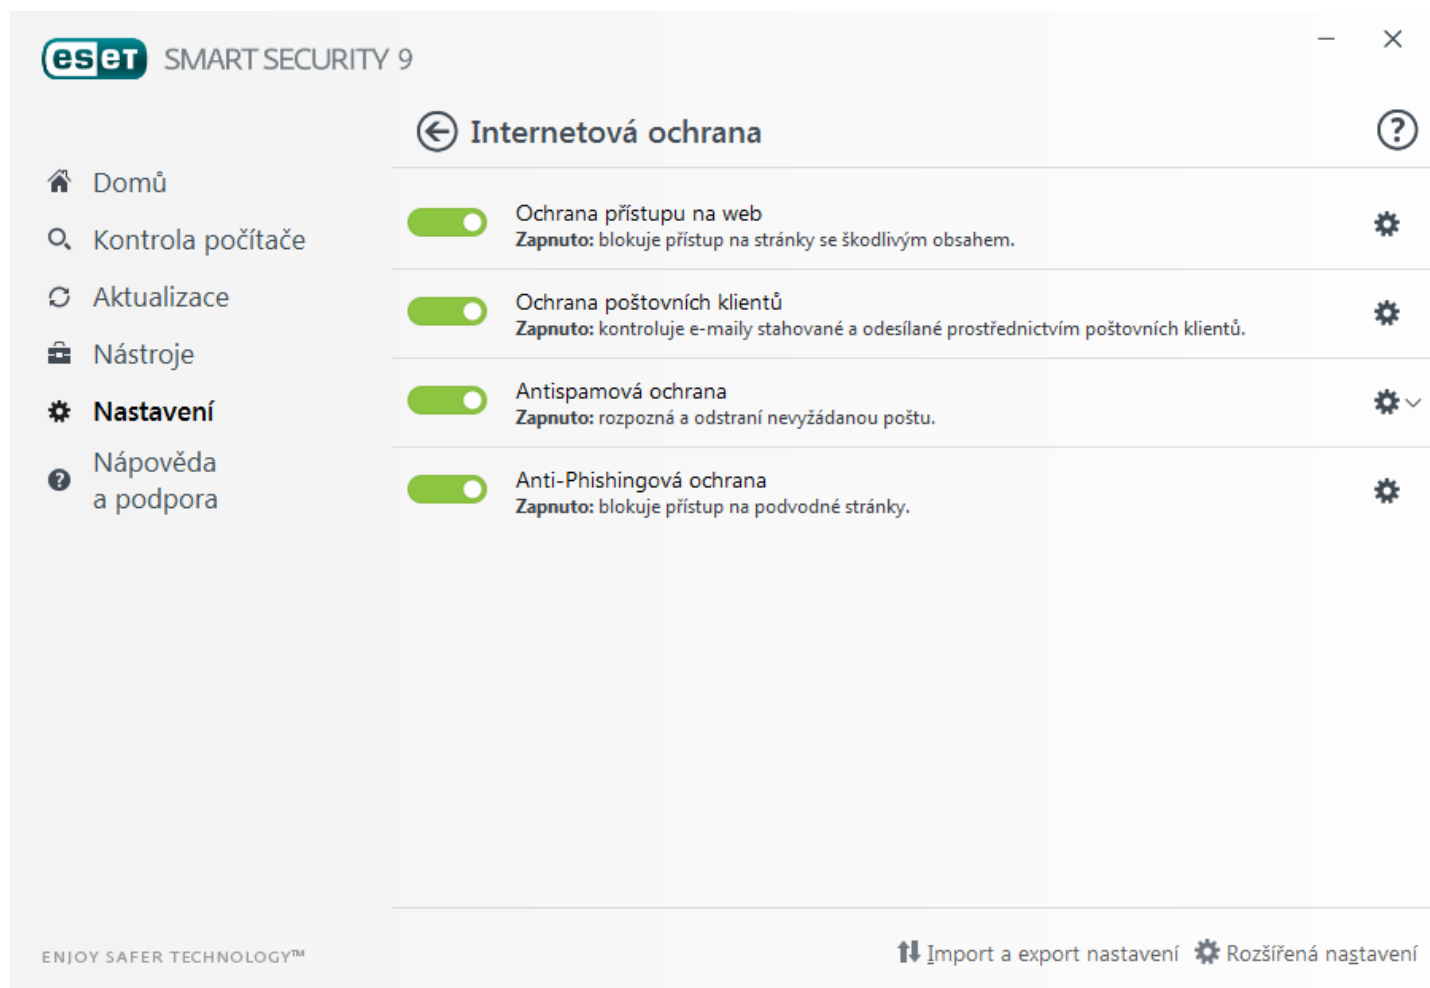 eset SMART SECURITY 9
Internetová ochrana
Domů
Kontrola počítače
Aktualizace
Nástroje
Nastavení
Nápověda
a podpora
Ochrana přístupu na web
Zapnuto: blokuje přístup na stránky se škodlivým obsahem.
Ochrana poštovních klientů
Zapnuto: kontroluje e-maily stahované a odesílané prostřednictvím poštovních klientů.
Antispamová ochrana
Zapnuto: rozpozná a odstraní nevyžádanou poštu.
Anti-Phishingová ochrana
Zapnuto: blokuje přístup na podvodné stránky.
ENJOY SAFER TECHNOLOGY™
Import a export nastavení Rozšířená nastavení